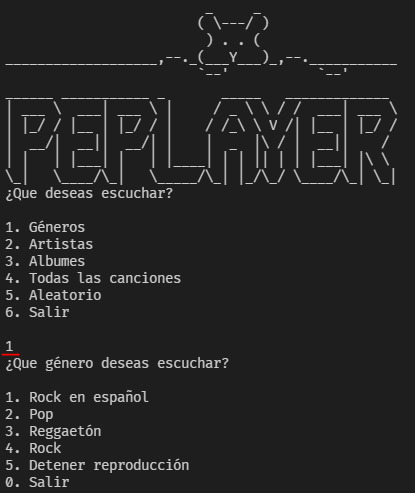 PEPLAYER
¿Que deseas escuchar?
1. Géneros
2. Artistas
3. Albumes
4. Todas las canciones
5. Aleatorio
6. Salir
1
¿Que género deseas escuchar?
1. Rock en español
2. Pop
3. Reggaetón
4. Rock
5. Detener reproducción
0. Salir